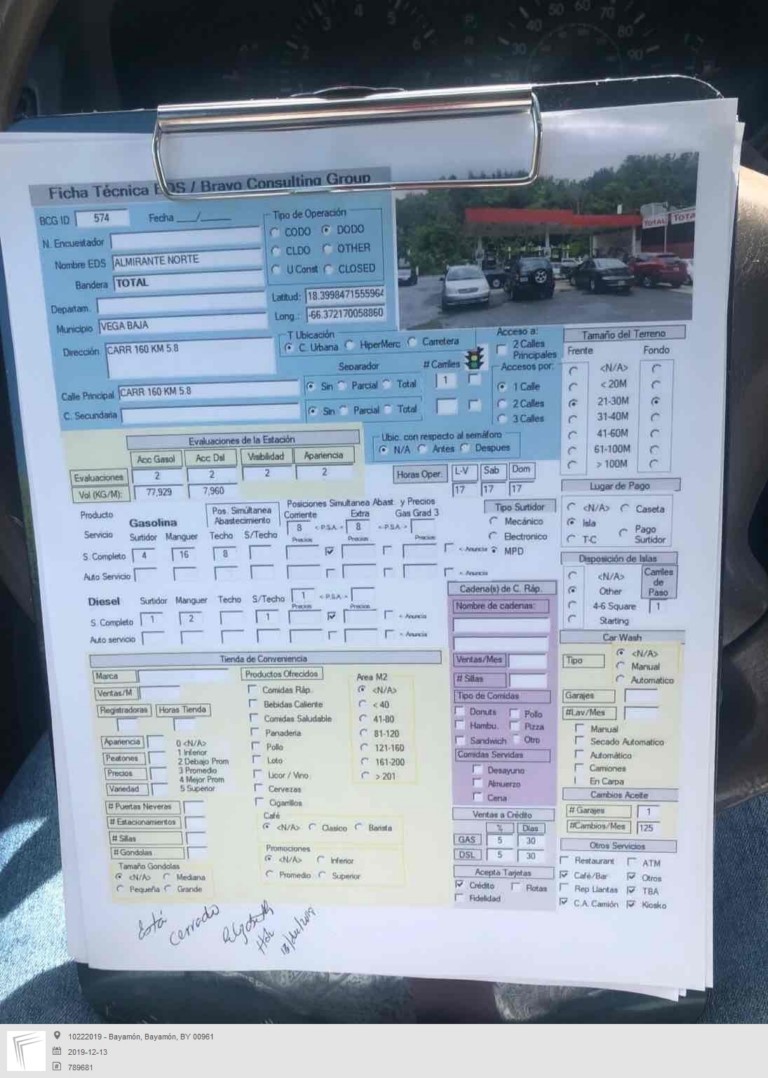 Ficha Técnica EDS / Bravo Consulting Group
BCG ID 574 Fecha ___/___
N. Encuestador
Nombre EDS ALMIRANTE NORTE
Bandera TOTAL
Departam.
Municipio VEGA BAJA
Dirección CARR 160 KM 5.8
Calle Principal CARR 160 KM 5.8
C. Secundaria
Tipo de Operación
CODO DODO
CLDO OTHER
U Const CLOSED
Latitud: 18.3998471555964
Long.: -66.372170058860
TOTAL TOTA
T Ubicación
C. Urbana HiperMerc Carretera
Separador # Carriles
Sin Parcial Total 1
Sin Parcial Total
Acceso a:
2 Calles Principales
Accesos por:
1 Calle
2 Calles
3 Calles
Ubic. con respecto al semáforo
N/A Antes Despues
Tamaño del Terreno
Frente Fondo
<N/A>
< 20M
21-30M
31-40M
41-60M
61-100M
> 100M
Evaluaciones de la Estación
Acc Gasol Acc Dsl Visibilidad Apariencia
Evaluaciones 2 2 2 2
Vol (KG/M): 77,929 7,960
Horas Oper. L-V Sab Dom
17 17 17
Lugar de Pago
<N/A> Caseta
Isla Pago Surtidor
T-C
Producto Gasolina Pos. Simultánea Abastecimiento Posiciones Simultanea Abast. y Precios
Corriente Extra Gas Grad 3
8 <-P.S.A.-> 8 <-P.S.A.->
Servicio Surtidor Manguer Techo S/Techo Precios Precios Precios
S. Completo 4 16 8 <- Anuncia
Auto Servicio <- Anuncia
Tipo Surtidor
Mecánico
Electronico
MPD
Diesel Surtidor Manguer Techo S/Techo 1 <-P.S.A.->
Precios Precios
S. Completo 1 2 1 <- Anuncia
Auto servicio <- Anuncia
Disposición de Islas
<N/A>
Other
4-6 Square
Starting
Carriles de Paso
1
Tienda de Conveniencia
Marca
Ventas/M
Registradoras Horas Tienda
Apariencia
Peatones
Precios
Variedad
0 <N/A>
1 Inferior
2 Debajo Prom
3 Promedio
4 Mejor Prom
5 Superior
# Puertas Neveras
# Estacionamientos
# Sillas
# Gondolas
Tamaño Gondolas
<N/A> Mediana
Pequeña Grande
Productos Ofrecidos
Comidas Ráp.
Bebidas Caliente
Comidas Saludable
Panaderia
Pollo
Loto
Licor / Vino
Cervezas
Cigarrillos
Area M2
<N/A>
< 40
41-80
81-120
121-160
161-200
> 201
Café
<N/A> Clasico Barista
Promociones
<N/A> Inferior
Promedio Superior
Cadena(s) de C. Ráp.
Nombre de cadenas:
Ventas/Mes
# Sillas
Tipo de Comidas
Donuts Pollo
Hambu. Pizza
Sandwich Otro
Comidas Servidas
Desayuno
Almuerzo
Cena
Ventas a Crédito
% Dias
GAS 5 30
DSL 5 30
Acepta Tarjetas
Crédito Flotas
Fidelidad
Car Wash
Tipo <N/A>
Manual
Automatico
Garajes
#Lav/Mes
Manual
Secado Automatico
Automático
Camiones
En Carpa
Cambios Aceite
# Garajes 1
#Cambios/Mes 125
Otros Servicios
Restaurant ATM
Café/Bar Otros
Rep Llantas TBA
C.A. Camión Kiosko
Está cerrado
10222019 - Bayamón, Bayamón, BY 00961
2019-12-13
789681